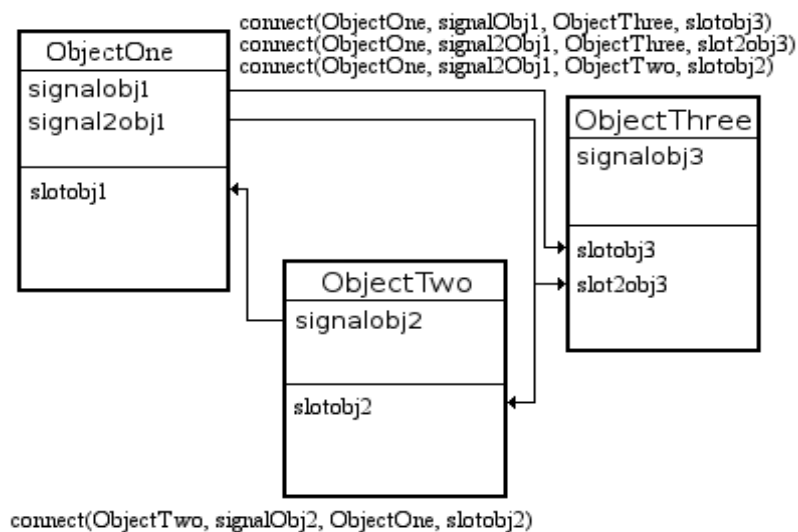 connect(ObjectOne, signalObj1, ObjectThree, slotobj3)
connect(ObjectOne, signal2Obj1, ObjectThree, slot2obj3)
connect(ObjectOne, signal2Obj1, ObjectTwo, slotobj2)
ObjectOne
signalobj1
signal2obj1
slotobj1
ObjectThree
signalobj3
slotobj3
slot2obj3
ObjectTwo
signalobj2
slotobj2
connect(ObjectTwo, signalObj2, ObjectOne, slotobj2)